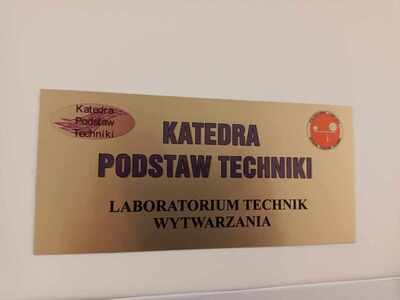 Katedra
Podstaw
Techniki
KATEDRA
PODSTAW TECHNIKI
LABORATORIUM TECHNIK
WYTWARZANIA